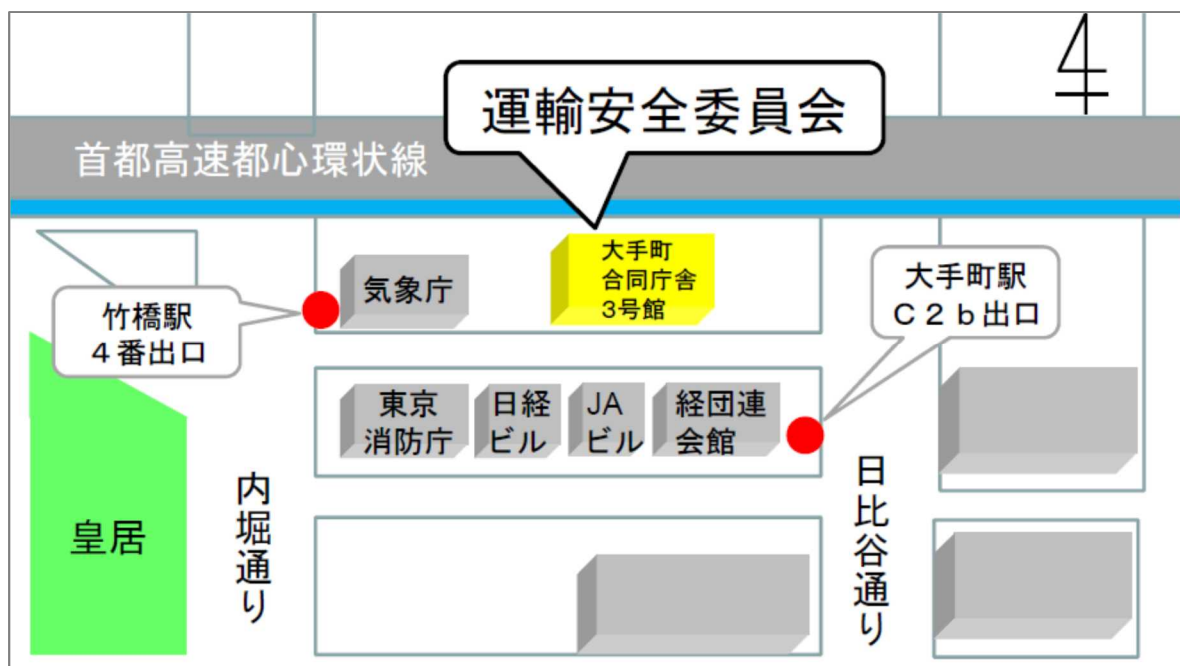 運輸安全委員会
首都高速都心環状線
気象庁
大手町
合同庁舎
3号館
竹橋駅
４番出口
大手町駅
Ｃ２ｂ出口
東京
消防庁
日経
ビル
JA
ビル
経団連
会館
皇居
内堀通り
日比谷通り